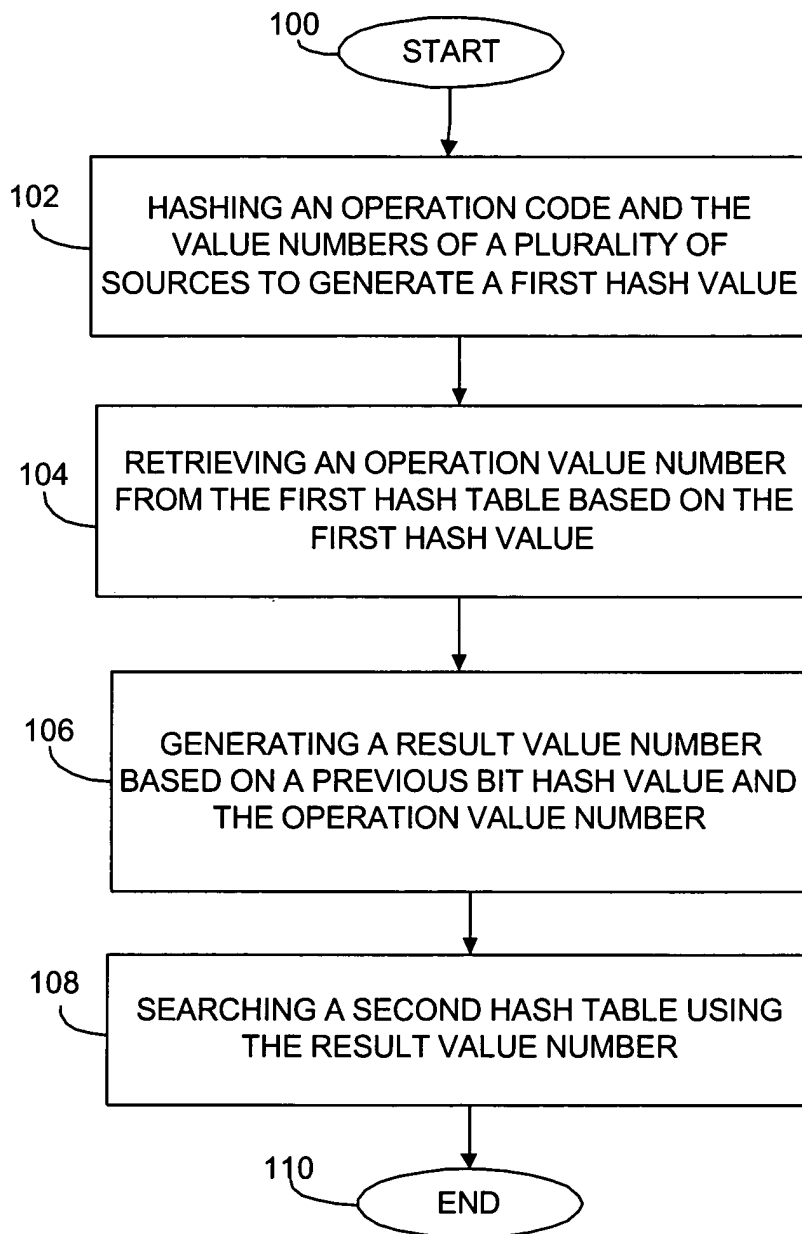 100
START
102
HASHING AN OPERATION CODE AND THE
VALUE NUMBERS OF A PLURALITY OF
SOURCES TO GENERATE A FIRST HASH VALUE
104
RETRIEVING AN OPERATION VALUE NUMBER
FROM THE FIRST HASH TABLE BASED ON THE
FIRST HASH VALUE
106
GENERATING A RESULT VALUE NUMBER
BASED ON A PREVIOUS BIT HASH VALUE AND
THE OPERATION VALUE NUMBER
108
SEARCHING A SECOND HASH TABLE USING
THE RESULT VALUE NUMBER
110
END